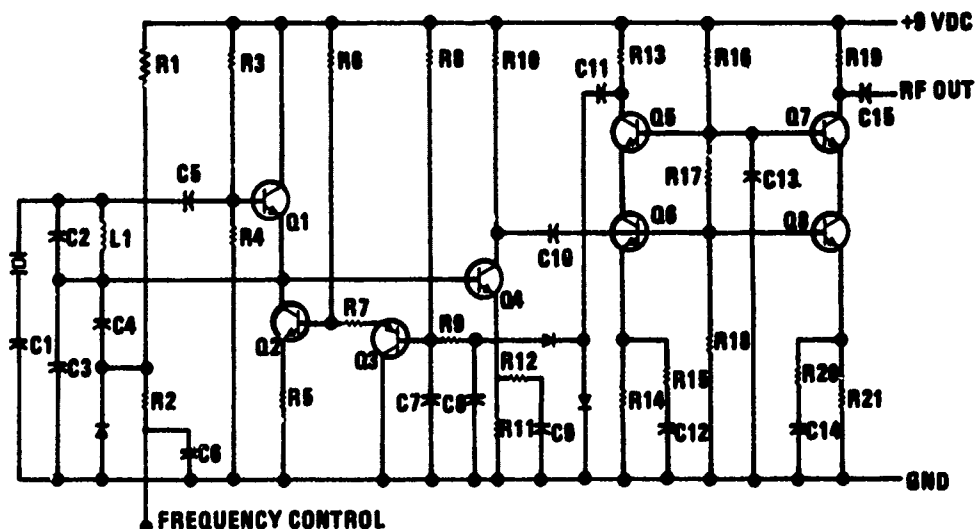 +9 VDC
R1
R3
R6
R8
R10
C11
R13
R16
R19
RF OUT
C15
Q5
Q7
C5
R17
C13
Q1
C2
L1
R4
Q6
Q8
C10
Q4
C4
R7
Q2
Q3
R9
C1
C3
R18
R12
R2
R5
C7
C8
R15
R20
R14
R21
R11
C9
C12
C14
C6
GND
FREQUENCY CONTROL